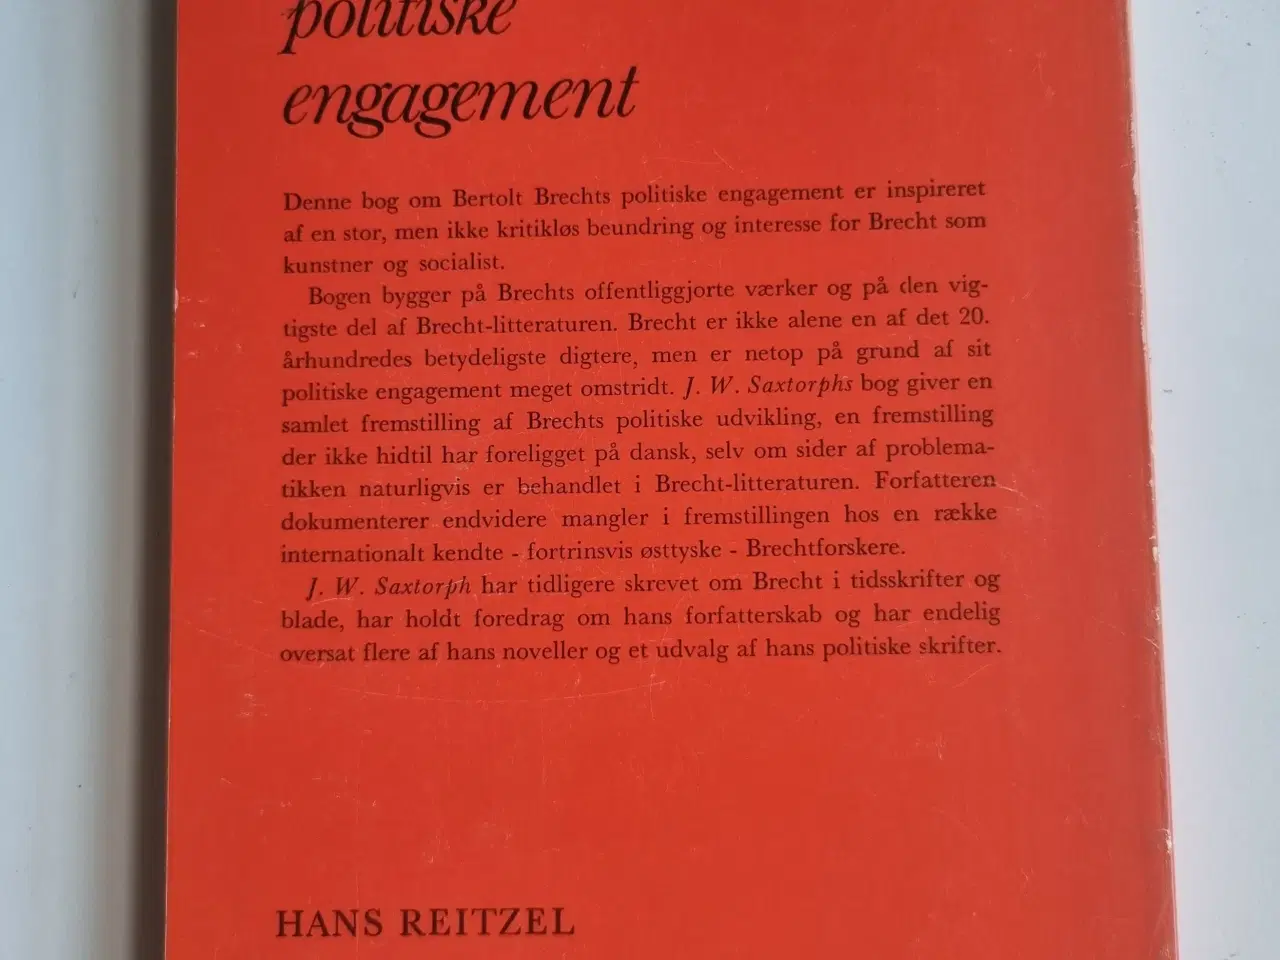 politiske
engagement
Denne bog om Bertolt Brechts politiske engagement er inspireret
af en stor, men ikke kritikløs beundring og interesse for Brecht som
kunstner og socialist.
Bogen bygger på Brechts offentliggjorte værker og på den vig-
tigste del af Brecht-litteraturen. Brecht er ikke alene en af det 20.
århundredes betydeligste digtere, men er netop på grund af sit
politiske engagement meget omstridt. J. W. Saxtorphs bog giver en
samlet fremstilling af Brechts politiske udvikling, en fremstilling
der ikke hidtil har foreligget på dansk, selv om sider af problema-
tikken naturligvis er behandlet i Brecht-litteraturen. Forfatteren
dokumenterer endvidere mangler i fremstillingen hos en række
internationalt kendte - fortrinsvis østtyske - Brechtforskere.
J. W. Saxtorph har tidligere skrevet om Brecht i tidsskrifter og
blade, har holdt foredrag om hans forfatterskab og har endelig
oversat flere af hans noveller og et udvalg af hans politiske skrifter.
HANS REITZEL